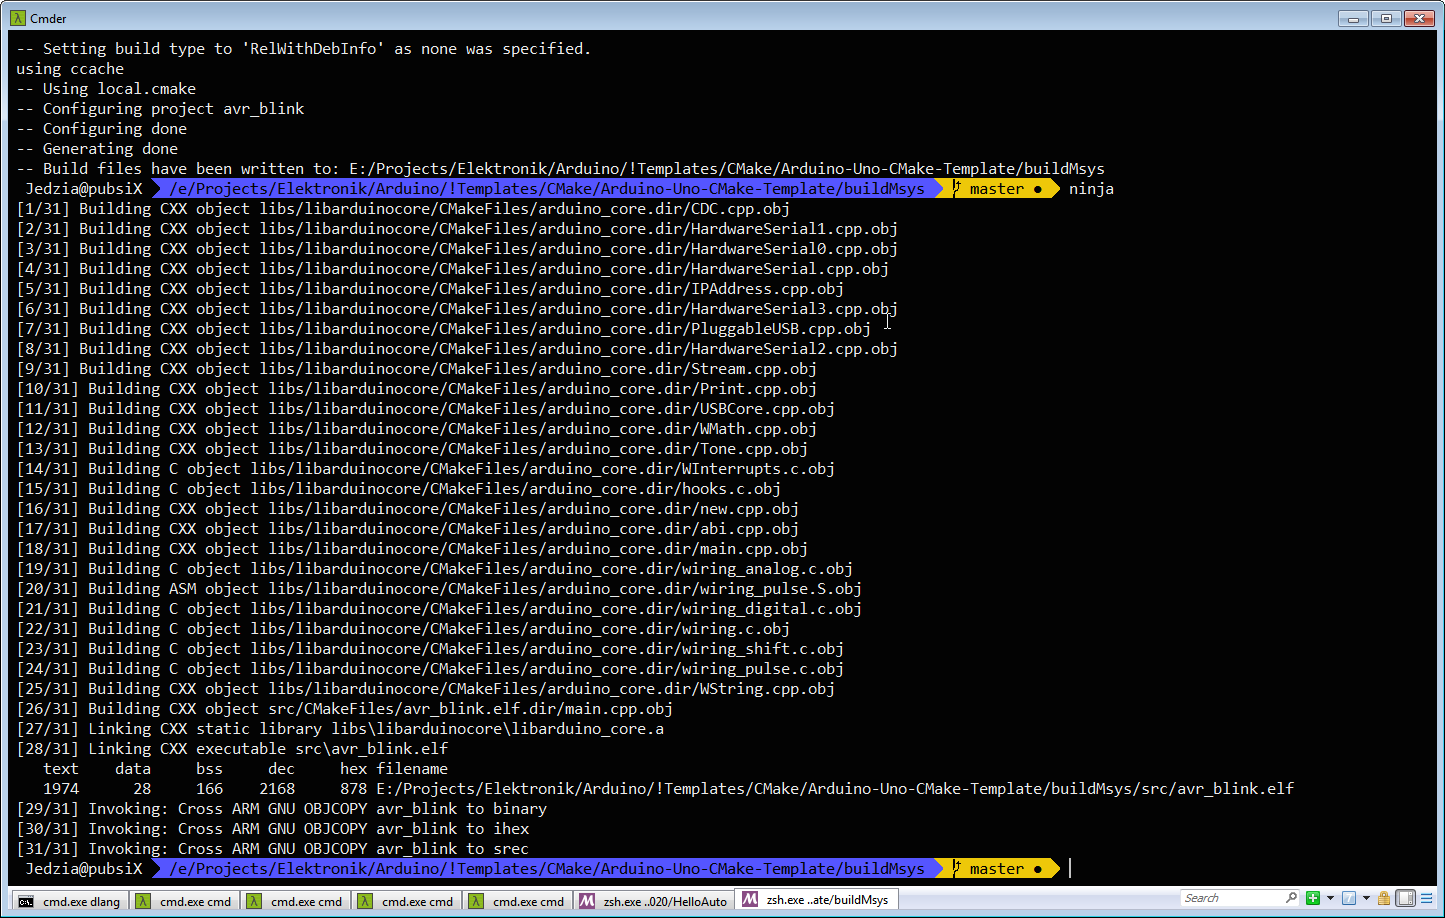 Cmder
-- Setting build type to 'RelWithDebInfo' as none was specified.
using ccache
-- Using local.cmake
-- Configuring project avr_blink
-- Configuring done
-- Generating done
-- Build files have been written to: E:/Projects/Elektronik/Arduino/!Templates/CMake/Arduino-Uno-CMake-Template/buildMsys
Jedzia@pubsiX /e/Projects/Elektronik/Arduino/!Templates/CMake/Arduino-Uno-CMake-Template/buildMsys master ● ninja
[1/31] Building CXX object libs/libarduinocore/CMakeFiles/arduino_core.dir/CDC.cpp.obj
[2/31] Building CXX object libs/libarduinocore/CMakeFiles/arduino_core.dir/HardwareSerial1.cpp.obj
[3/31] Building CXX object libs/libarduinocore/CMakeFiles/arduino_core.dir/HardwareSerial0.cpp.obj
[4/31] Building CXX object libs/libarduinocore/CMakeFiles/arduino_core.dir/HardwareSerial.cpp.obj
[5/31] Building CXX object libs/libarduinocore/CMakeFiles/arduino_core.dir/IPAddress.cpp.obj
[6/31] Building CXX object libs/libarduinocore/CMakeFiles/arduino_core.dir/HardwareSerial3.cpp.obj
[7/31] Building CXX object libs/libarduinocore/CMakeFiles/arduino_core.dir/PluggableUSB.cpp.obj
[8/31] Building CXX object libs/libarduinocore/CMakeFiles/arduino_core.dir/HardwareSerial2.cpp.obj
[9/31] Building CXX object libs/libarduinocore/CMakeFiles/arduino_core.dir/Stream.cpp.obj
[10/31] Building CXX object libs/libarduinocore/CMakeFiles/arduino_core.dir/Print.cpp.obj
[11/31] Building CXX object libs/libarduinocore/CMakeFiles/arduino_core.dir/USBCore.cpp.obj
[12/31] Building CXX object libs/libarduinocore/CMakeFiles/arduino_core.dir/WMath.cpp.obj
[13/31] Building CXX object libs/libarduinocore/CMakeFiles/arduino_core.dir/Tone.cpp.obj
[14/31] Building C object libs/libarduinocore/CMakeFiles/arduino_core.dir/WInterrupts.c.obj
[15/31] Building C object libs/libarduinocore/CMakeFiles/arduino_core.dir/hooks.c.obj
[16/31] Building CXX object libs/libarduinocore/CMakeFiles/arduino_core.dir/new.cpp.obj
[17/31] Building CXX object libs/libarduinocore/CMakeFiles/arduino_core.dir/abi.cpp.obj
[18/31] Building CXX object libs/libarduinocore/CMakeFiles/arduino_core.dir/main.cpp.obj
[19/31] Building C object libs/libarduinocore/CMakeFiles/arduino_core.dir/wiring_analog.c.obj
[20/31] Building ASM object libs/libarduinocore/CMakeFiles/arduino_core.dir/wiring_pulse.S.obj
[21/31] Building C object libs/libarduinocore/CMakeFiles/arduino_core.dir/wiring_digital.c.obj
[22/31] Building C object libs/libarduinocore/CMakeFiles/arduino_core.dir/wiring.c.obj
[23/31] Building C object libs/libarduinocore/CMakeFiles/arduino_core.dir/wiring_shift.c.obj
[24/31] Building C object libs/libarduinocore/CMakeFiles/arduino_core.dir/wiring_pulse.c.obj
[25/31] Building CXX object libs/libarduinocore/CMakeFiles/arduino_core.dir/WString.cpp.obj
[26/31] Building CXX object src/CMakeFiles/avr_blink.elf.dir/main.cpp.obj
[27/31] Linking CXX static library libs\libarduinocore\libarduino_core.a
[28/31] Linking CXX executable src\avr_blink.elf
text data bss dec hex filename
1974 28 166 2168 878 E:/Projects/Elektronik/Arduino/!Templates/CMake/Arduino-Uno-CMake-Template/buildMsys/src/avr_blink.elf
[29/31] Invoking: Cross ARM GNU OBJCOPY avr_blink to binary
[30/31] Invoking: Cross ARM GNU OBJCOPY avr_blink to ihex
[31/31] Invoking: Cross ARM GNU OBJCOPY avr_blink to srec
Jedzia@pubsiX /e/Projects/Elektronik/Arduino/!Templates/CMake/Arduino-Uno-CMake-Template/buildMsys master ●
cmd.exe dlang cmd.exe cmd cmd.exe cmd cmd.exe cmd cmd.exe cmd zsh.exe ..020/HelloAuto zsh.exe ..ate/buildMsys Search